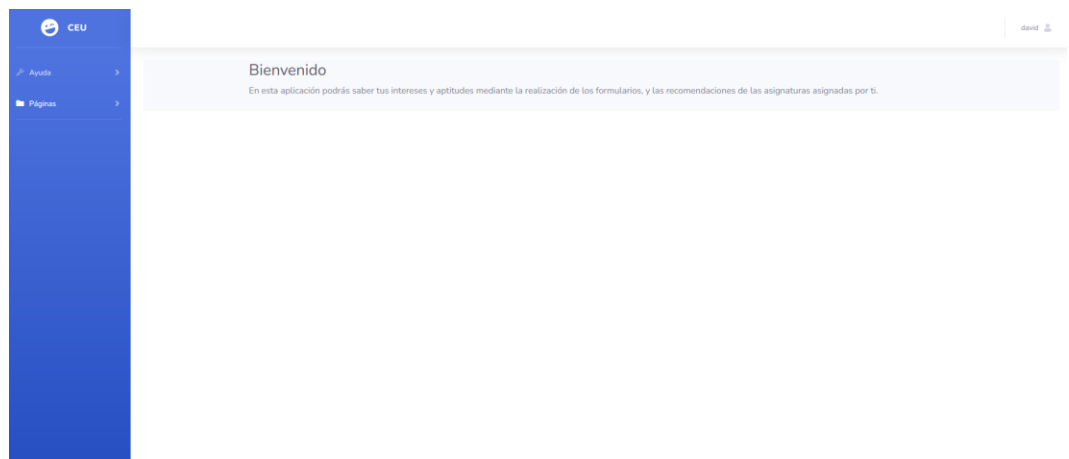 CEU
david
Ayuda
Páginas
Bienvenido
En esta aplicación podrás saber tus intereses y aptitudes mediante la realización de los formularios, y las recomendaciones de las asignaturas asignadas por ti.